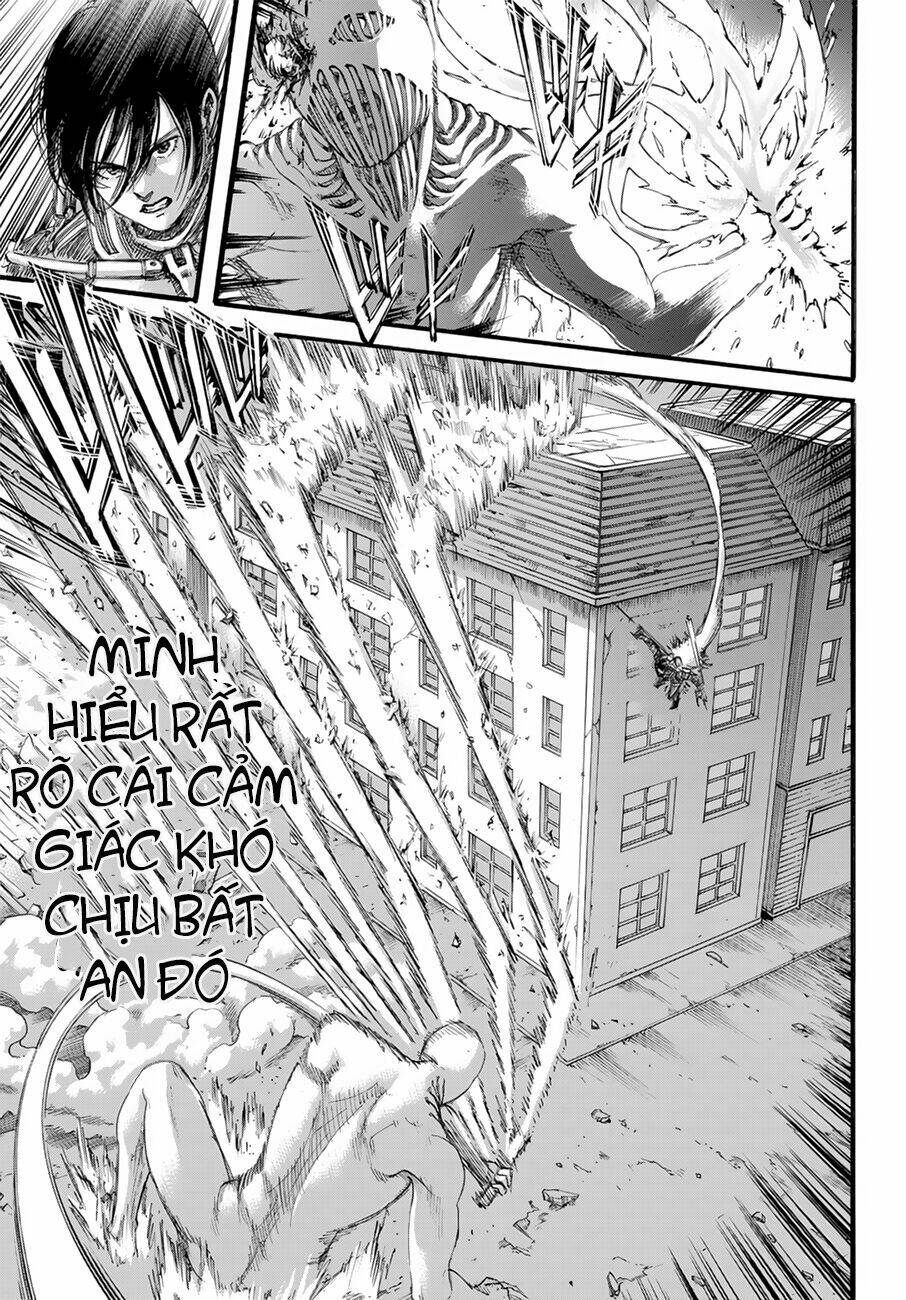 MÌNH
HIỂU RẤT
RÕ CÁI CẢM
GIÁC KHÓ
CHỊU BẤT
AN ĐÓ